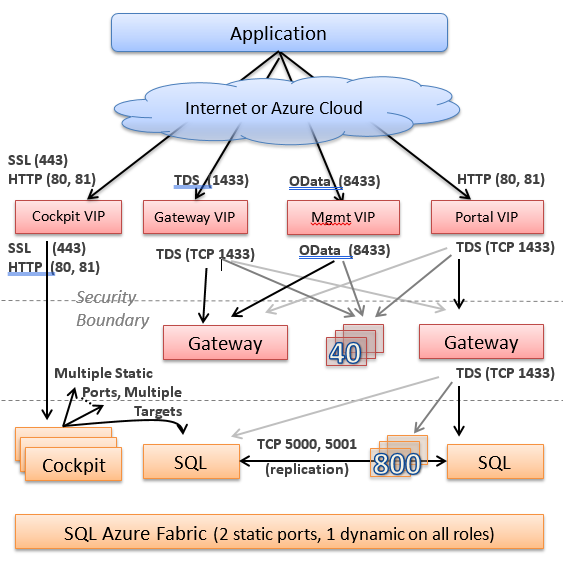 Application
Internet or Azure Cloud
SSL (443)
HTTP (80, 81)
TDS (1433)
OData (8433)
HTTP (80, 81)
Cockpit VIP
Gateway VIP
Mgmt VIP
Portal VIP
SSL (443)
HTTP (80, 81)
TDS (TCP 1433)
OData (8433)
TDS (TCP 1433)
Security
Boundary
Gateway
40
Gateway
Multiple Static
Ports, Multiple
Targets
TDS (TCP 1433)
Cockpit
SQL
TCP 5000, 5001
(replication)
800
SQL
SQL Azure Fabric (2 static ports, 1 dynamic on all roles)